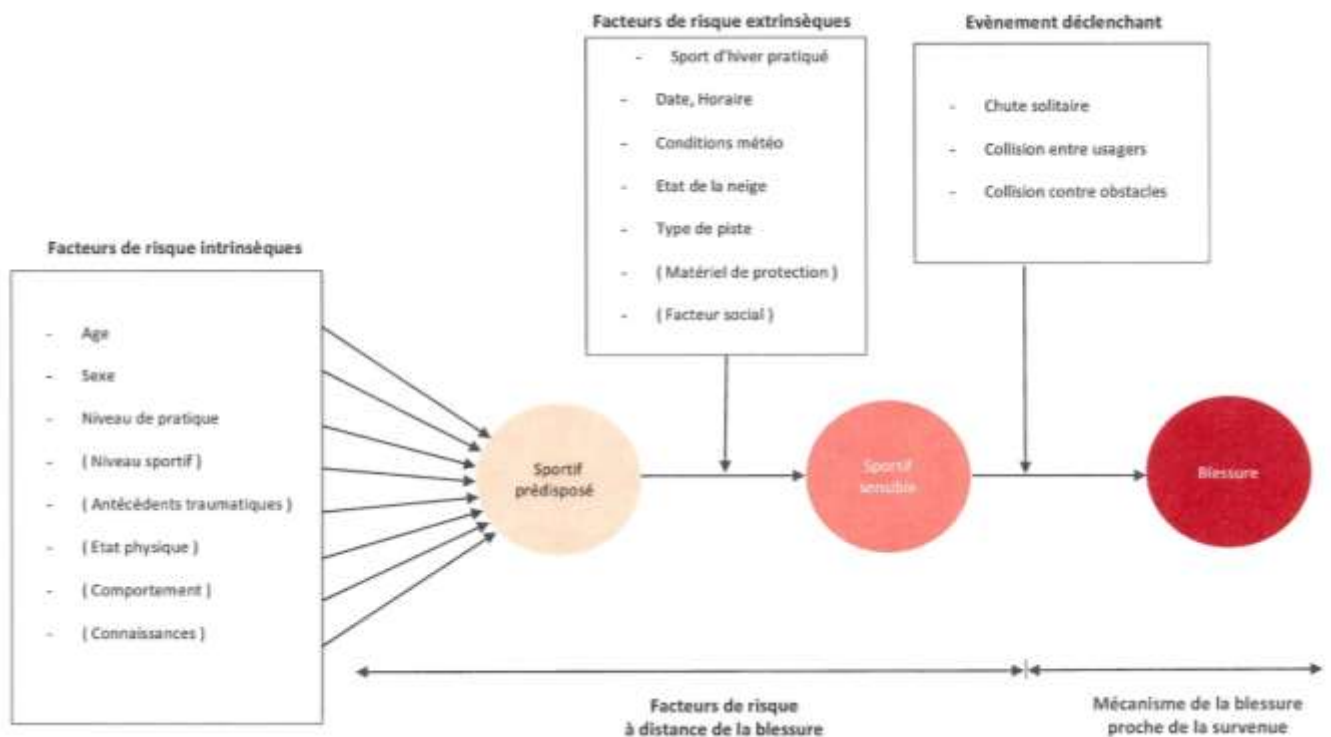 Facteurs de risque extrinsèques
- Sport d'hiver pratiqué
- Date, Horaire
- Conditions météo
- Etat de la neige
- Type de piste
- ( Matériel de protection )
- ( Facteur social )
Evènement déclenchant
- Chute solitaire
- Collision entre usagers
- Collision contre obstacles
Facteurs de risque intrinsèques
- Age
- Sexe
- Niveau de pratique
- ( Niveau sportif )
- ( Antécédents traumatiques )
- ( Etat physique )
- ( Comportement )
- ( Connaissances )
Sportif
prédisposé
Sportif
sensible
Blessure
Facteurs de risque
à distance de la blessure
Mécanisme de la blessure
proche de la survenue